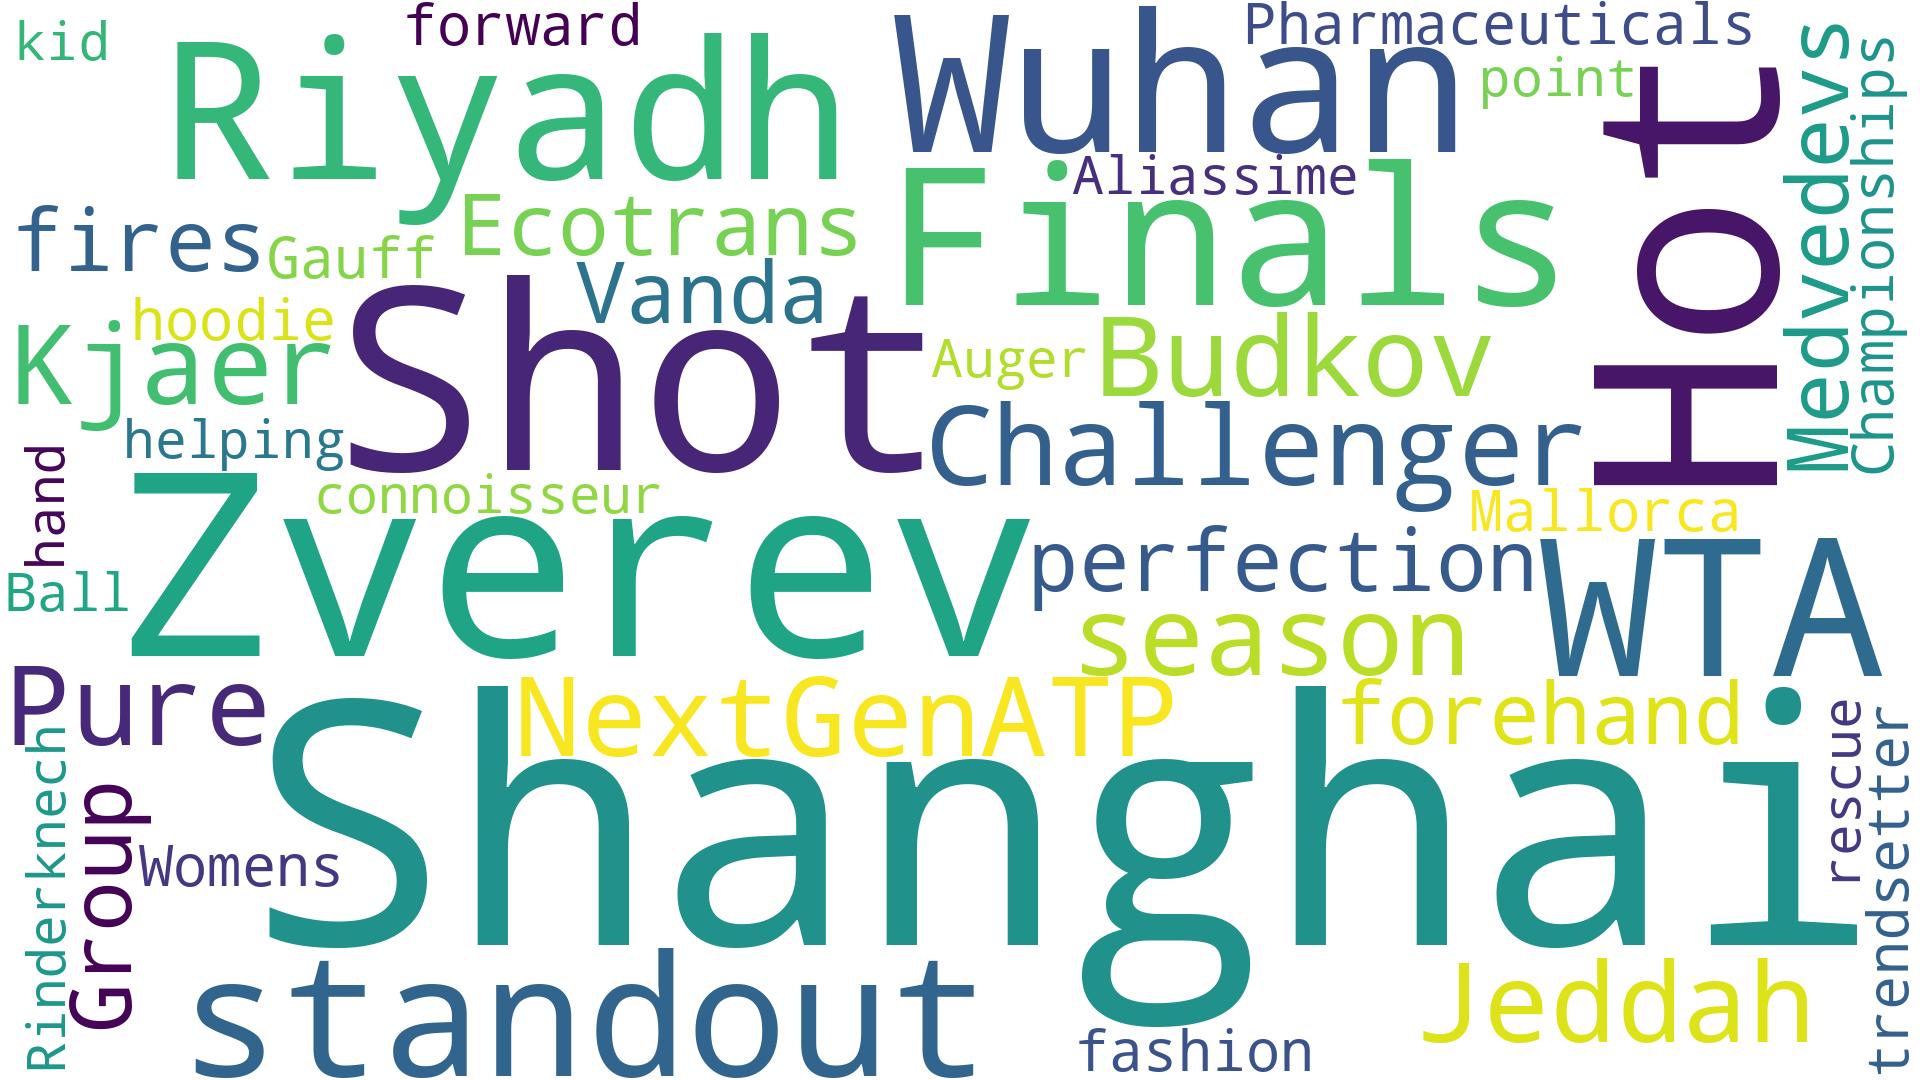 kid
forward
Pharmaceuticals
Riyadh
Wuhan
point
Hot
Medvedevs
Championships
Aliassime
Finals
fires
Gauff
Ecotrans
Vanda
hoodie
Kjaer
Shot
Auger
Budkov
helping
Challenger
hand
connoisseur
Mallorca
Zverev
perfection
WTA
Ball
season
Pure
NextGenATP
forehand
Shanghai
rescue
trendsetter
Rinderknech
Group
Womens
standout
Jeddah
fashion